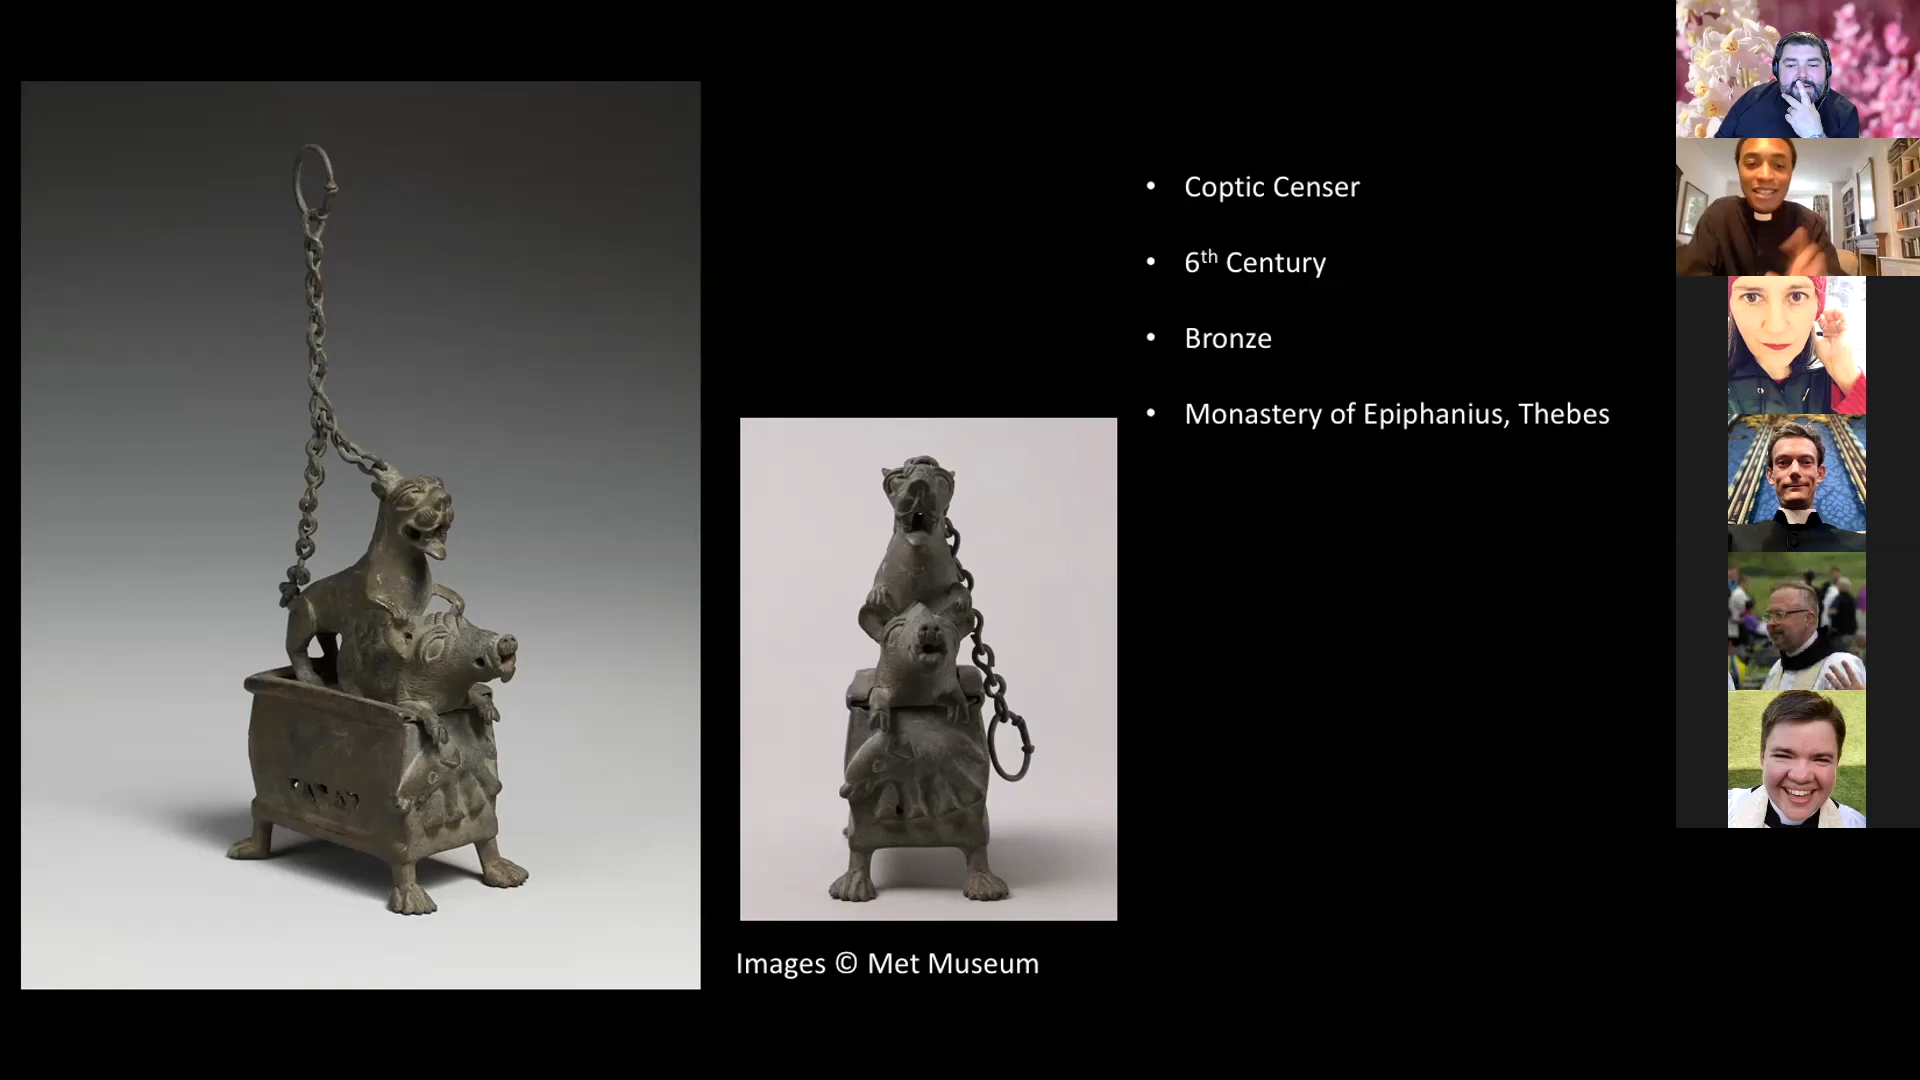 • Coptic Censer
• 6th Century
• Bronze
• Monastery of Epiphanius, Thebes
Images © Met Museum